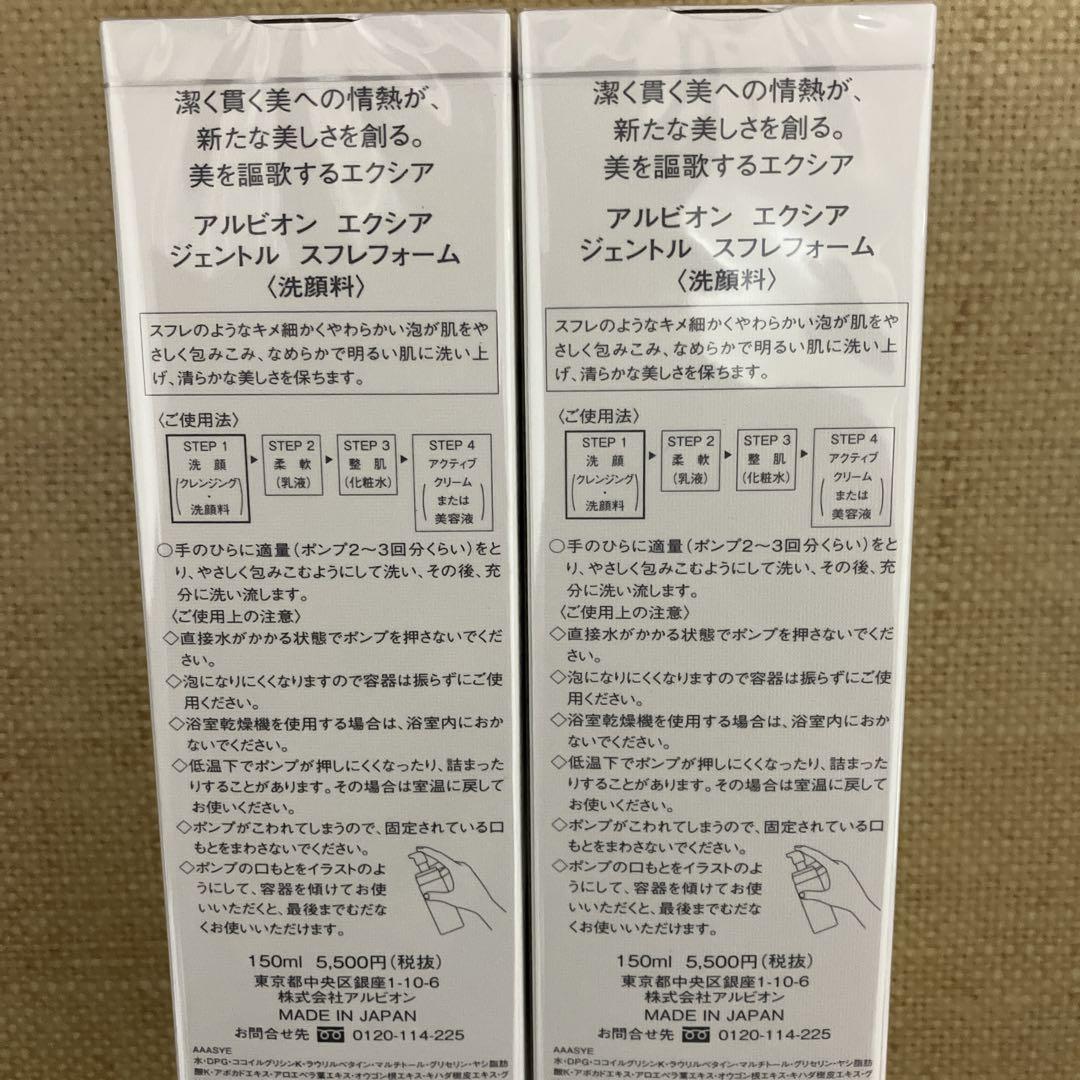 潔く貫く美への情熱が、
新たな美しさを創る。
美を謳歌するエクシア
アルビオン エクシア
ジェントル スフレフォーム
〈洗顔料〉
スフレのようなキメ細かくやわらかい泡が肌をや
さしく包みこみ、なめらかで明るい肌に洗い上
げ、清らかな美しさを保ちます。
〈ご使用法〉
STEP 1
洗 顔
(クレンジング
・
洗顔料)
STEP 2
柔 軟
(乳液)
STEP 3
整 肌
(化粧水)
STEP 4
アクティブ
(クリーム
または
美容液)
○手のひらに適量(ポンプ2〜3回分くらい)をと
り、やさしく包みこむようにして洗い、その後、充
分に洗い流します。
〈ご使用上の注意〉
◇直接水がかかる状態でポンプを押さないでくだ
さい。
◇泡になりにくくなりますので容器は振らずにご使
用ください。
◇浴室乾燥機を使用する場合は、浴室内におか
ないでください。
◇低温下でポンプが押しにくくなったり、詰まった
りすることがあります。その場合は室温に戻して
お使いください。
◇ポンプがこわれてしまうので、固定されている口
もとをまわさないでください。
◇ポンプの口もとをイラストのよ
うにして、容器を傾けてお使
いいただくと、最後までむだな
くお使いいただけます。
150ml 5,500円(税抜)
東京都中央区銀座1-10-6
株式会社アルビオン
MADE IN JAPAN
お問合せ先 0120-114-225
AAASYE
水・DPG・ココイルグリシンK・ラウリルベタイン・マルチトール・グリセリン・ヤシ脂肪
酸K・アボカドエキス・アロエベラ葉エキス・オウゴン根エキス・キハダ樹皮エキス・グ
潔く貫く美への情熱が、
新たな美しさを創る。
美を謳歌するエクシア
アルビオン エクシア
ジェントル スフレフォーム
〈洗顔料〉
スフレのようなキメ細かくやわらかい泡が肌をや
さしく包みこみ、なめらかで明るい肌に洗い上
げ、清らかな美しさを保ちます。
〈ご使用法〉
STEP 1
洗 顔
(クレンジング
・
洗顔料)
STEP 2
柔 軟
(乳液)
STEP 3
整 肌
(化粧水)
STEP 4
アクティブ
(クリーム
または
美容液)
○手のひらに適量(ポンプ2〜3回分くらい)をと
り、やさしく包みこむようにして洗い、その後、充
分に洗い流します。
〈ご使用上の注意〉
◇直接水がかかる状態でポンプを押さないでくだ
さい。
◇泡になりにくくなりますので容器は振らずにご使
用ください。
◇浴室乾燥機を使用する場合は、浴室内におか
ないでください。
◇低温下でポンプが押しにくくなったり、詰まった
りすることがあります。その場合は室温に戻して
お使いください。
◇ポンプがこわれてしまうので、固定されている口
もとをまわさないでください。
◇ポンプの口もとをイラストのよ
うにして、容器を傾けてお使
いいただくと、最後までむだな
くお使いいただけます。
150ml 5,500円(税抜)
東京都中央区銀座1-10-6
株式会社アルビオン
MADE IN JAPAN
お問合せ先 0120-114-225
AAASYE
水・DPG・ココイルグリシンK・ラウリルベタイン・マルチトール・グリセリン・ヤシ脂肪
酸K・アボカドエキス・アロエベラ葉エキス・オウゴン根エキス・キハダ樹皮エキス・グ